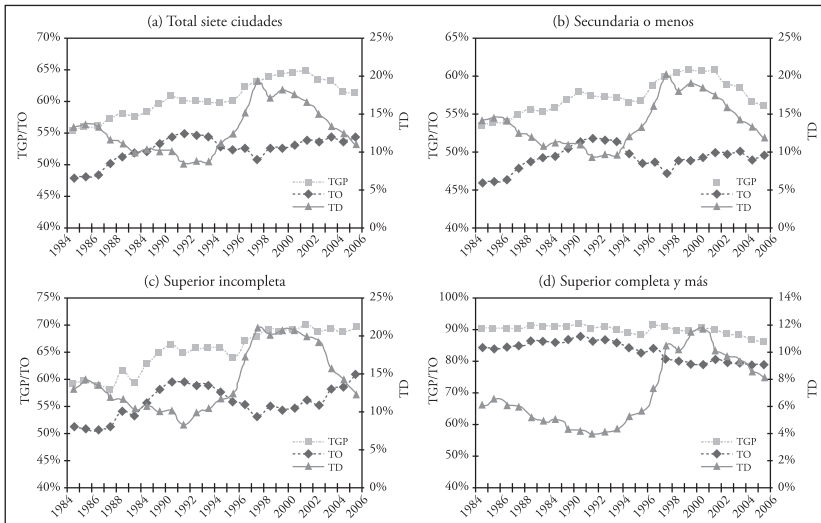 (a) Total siete ciudades
70%
65%
60%
55%
50%
45%
40%
25%
20%
15%
10%
5%
0%
TGP/TO
TD
TGP
TO
TD
1984 1986 1988 1990 1992 1994 1996 1998 2000 2002 2004 2006
(b) Secundaria o menos
65%
60%
55%
50%
45%
40%
25%
20%
15%
10%
5%
0%
TGP/TO
TD
TGP
TO
TD
1984 1986 1988 1990 1992 1994 1996 1998 2000 2002 2004 2006
(c) Superior incompleta
75%
70%
65%
60%
55%
50%
45%
40%
25%
20%
15%
10%
5%
0%
TGP/TO
TD
TGP
TO
TD
1984 1986 1988 1990 1992 1994 1996 1998 2000 2002 2004 2006
(d) Superior completa y más
100%
90%
80%
70%
60%
50%
40%
14%
12%
10%
8%
6%
4%
2%
0%
TGP/TO
TD
TGP
TO
TD
1984 1986 1988 1990 1992 1994 1996 1998 2000 2002 2004 2006